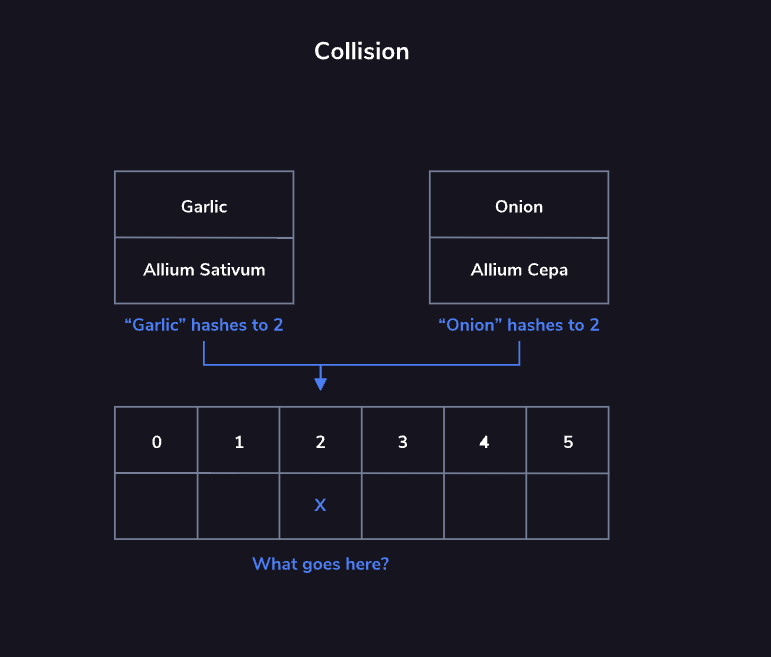 Collision
Garlic
Onion
Allium Sativum
Allium Cepa
“Garlic” hashes to 2
“Onion” hashes to 2
0 1 2 3 4 5
X
What goes here?